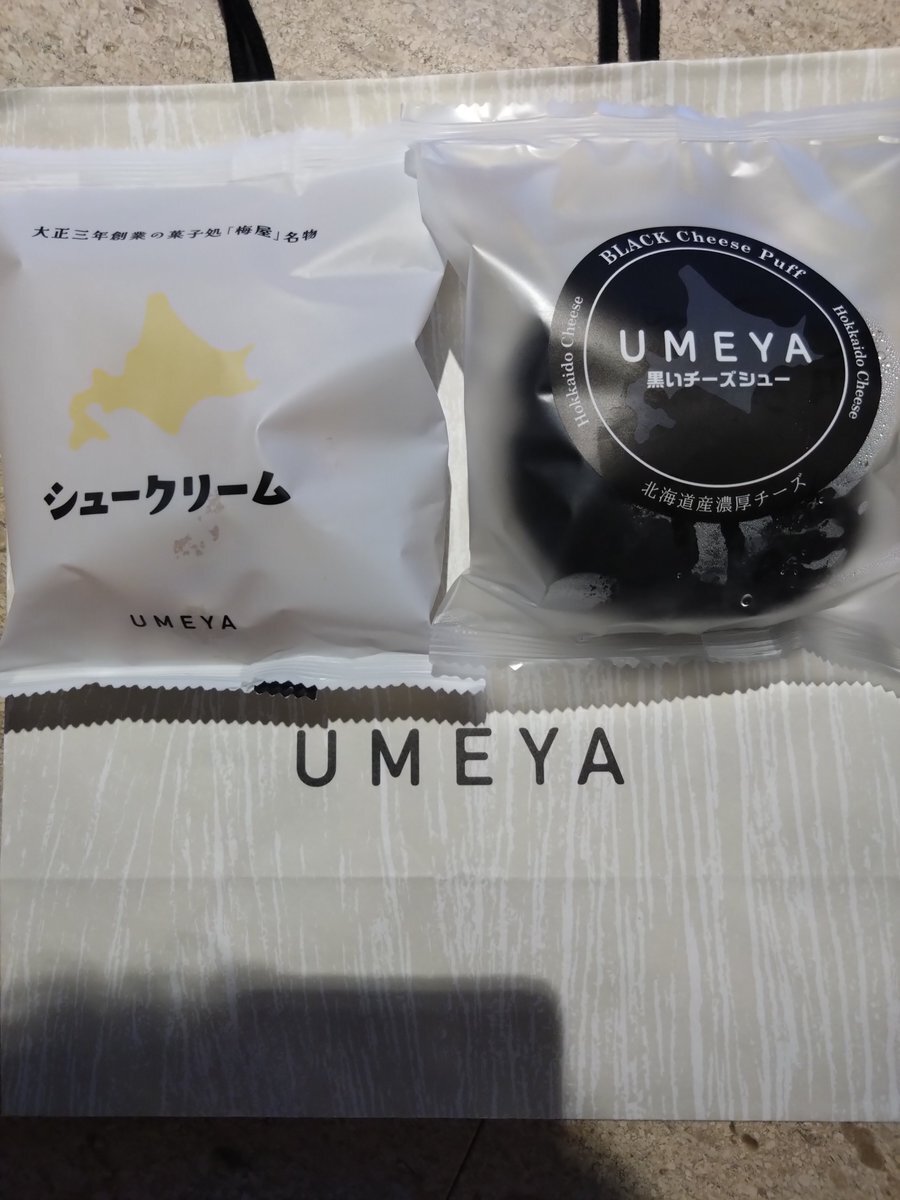 大正三年創業の菓子処「梅屋」名物
シュークリーム
UMEYA
BLACK Cheese Puff
Hokkaido Cheese
Hokkaido Cheese
UMEYA
黒いチーズシュー
北海道産濃厚チーズ
UMEYA